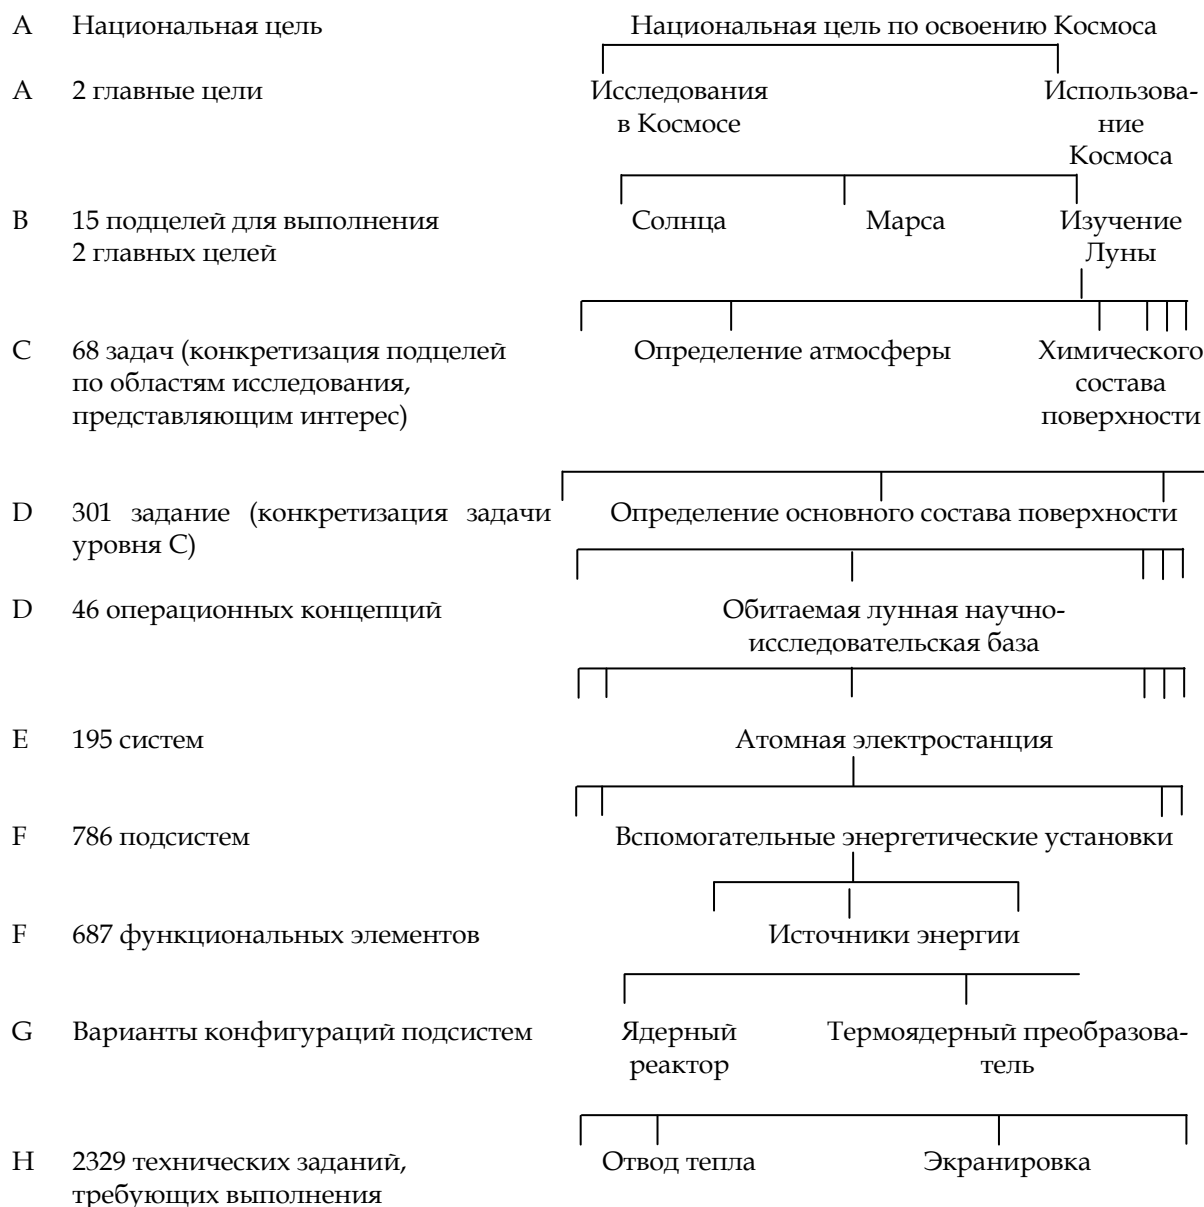 А Национальная цель Национальная цель по освоению Космоса
А 2 главные цели Исследования Использова-
в Космосе ние
Космоса
В 15 подцелей для выполнения Солнца Марса Изучение
2 главных целей Луны
С 68 задач (конкретизация подцелей Определение атмосферы Химического
по областям исследования, состава
представляющим интерес) поверхности
D 301 задание (конкретизация задачи Определение основного состава поверхности
уровня С)
D 46 операционных концепций Обитаемая лунная научно-
исследовательская база
E 195 систем Атомная электростанция
F 786 подсистем Вспомогательные энергетические установки
F 687 функциональных элементов Источники энергии
G Варианты конфигураций подсистем Ядерный Термоядерный преобразова-
реактор тель
H 2329 технических заданий, Отвод тепла Экранировка
требующих выполнения